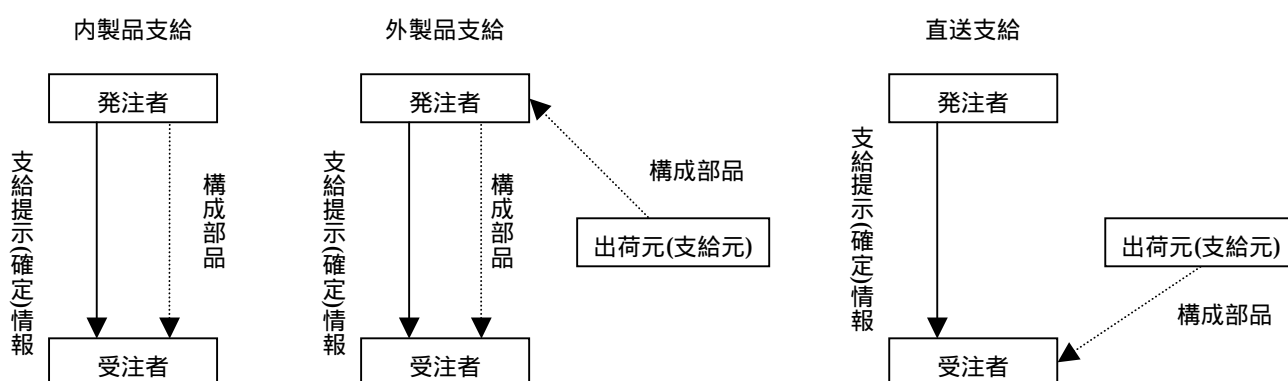 内製品支給
発注者
支給提示(確定)情報
構成部品
受注者
外製品支給
発注者
支給提示(確定)情報
構成部品
構成部品
出荷元(支給元)
受注者
直送支給
発注者
支給提示(確定)情報
出荷元(支給元)
構成部品
受注者